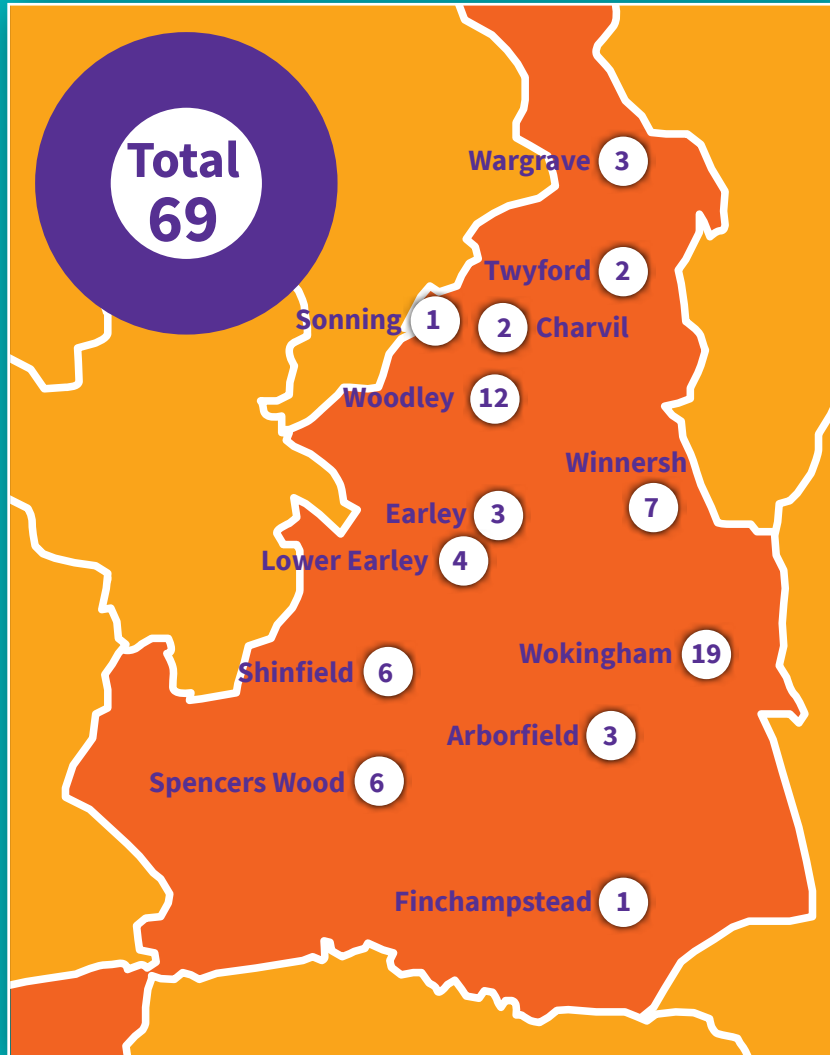 Total
69
Wargrave 3
Twyford 2
Sonning 1
2 Charvil
Woodley 12
Winnersh
7
Earley 3
Lower Earley 4
Wokingham 19
Shinfield 6
Arborfield 3
Spencers Wood 6
Finchampstead 1